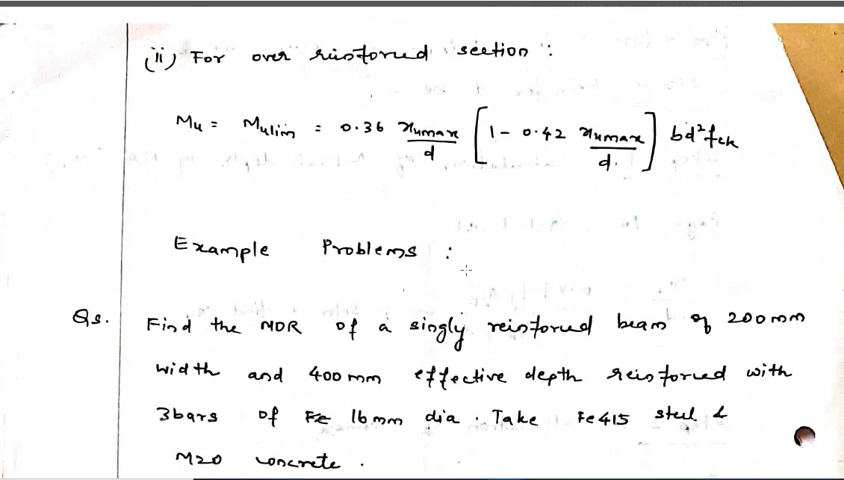 (ii) For over reinforced section :
Mu = Mulim = 0.36 xumax/d [1 - 0.42 xumax/d.] bd²fck
Example Problems :
Qs. Find the MOR of a singly reinforced beam of 200mm
width and 400mm effective depth reinforced with
3bars of Fe 16mm dia. Take Fe415 steel &
M20 concrete.